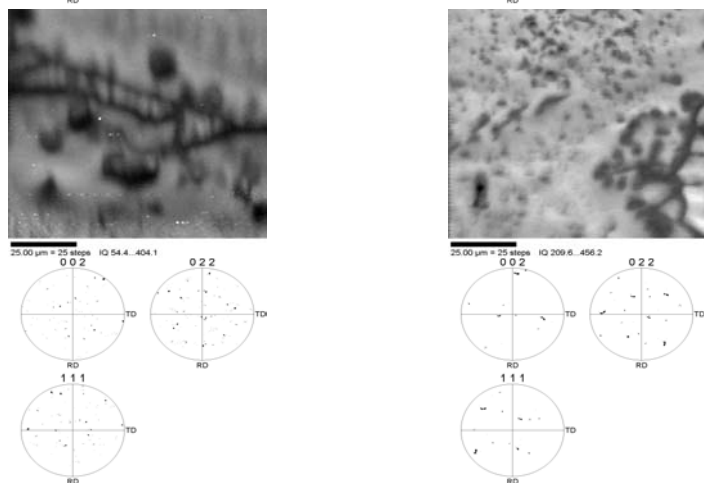 RD
RD
25.00 µm = 25 steps IQ 54.4...404.1
0 0 2
0 2 2
TD
TD
RD
RD
1 1 1
TD
RD
25.00 µm = 25 steps IQ 209.6...456.2
0 0 2
0 2 2
TD
TD
RD
RD
1 1 1
TD
RD